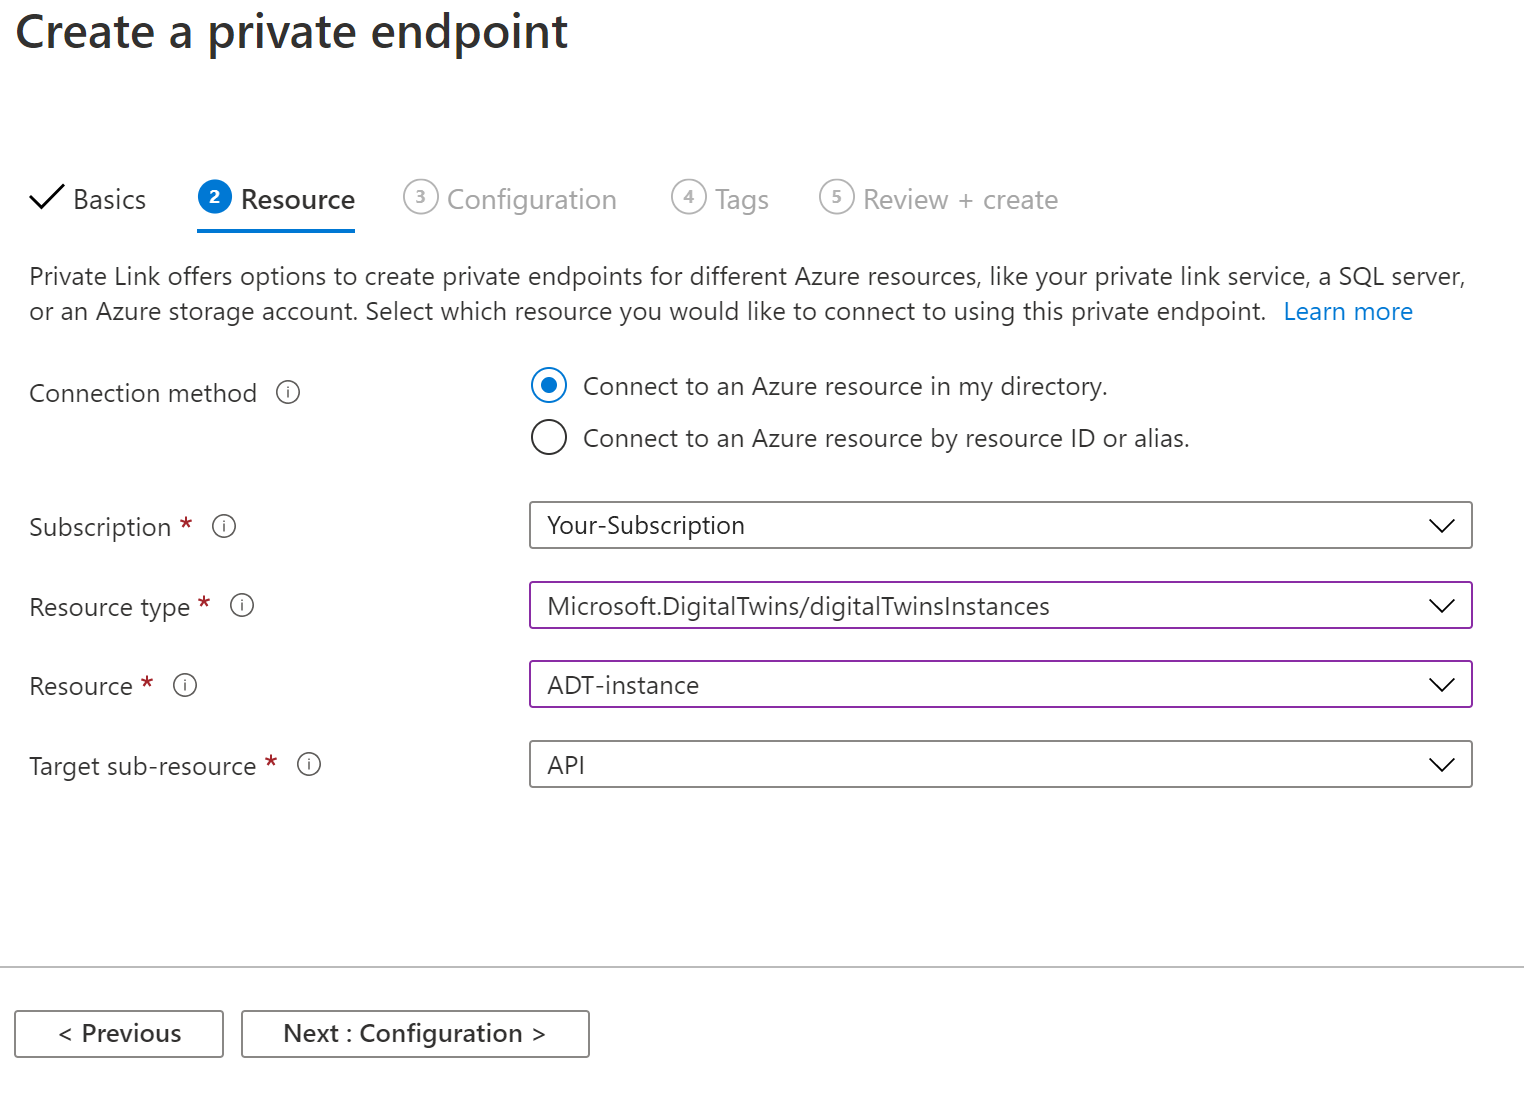 Create a private endpoint
Basics 2 Resource 3 Configuration 4 Tags 5 Review + create
Private Link offers options to create private endpoints for different Azure resources, like your private link service, a SQL server,
or an Azure storage account. Select which resource you would like to connect to using this private endpoint. Learn more
Connection method i Connect to an Azure resource in my directory.
Connect to an Azure resource by resource ID or alias.
Subscription * i Your-Subscription
Resource type * i Microsoft.DigitalTwins/digitalTwinsInstances
Resource * i ADT-instance
Target sub-resource * i API
< Previous Next : Configuration >